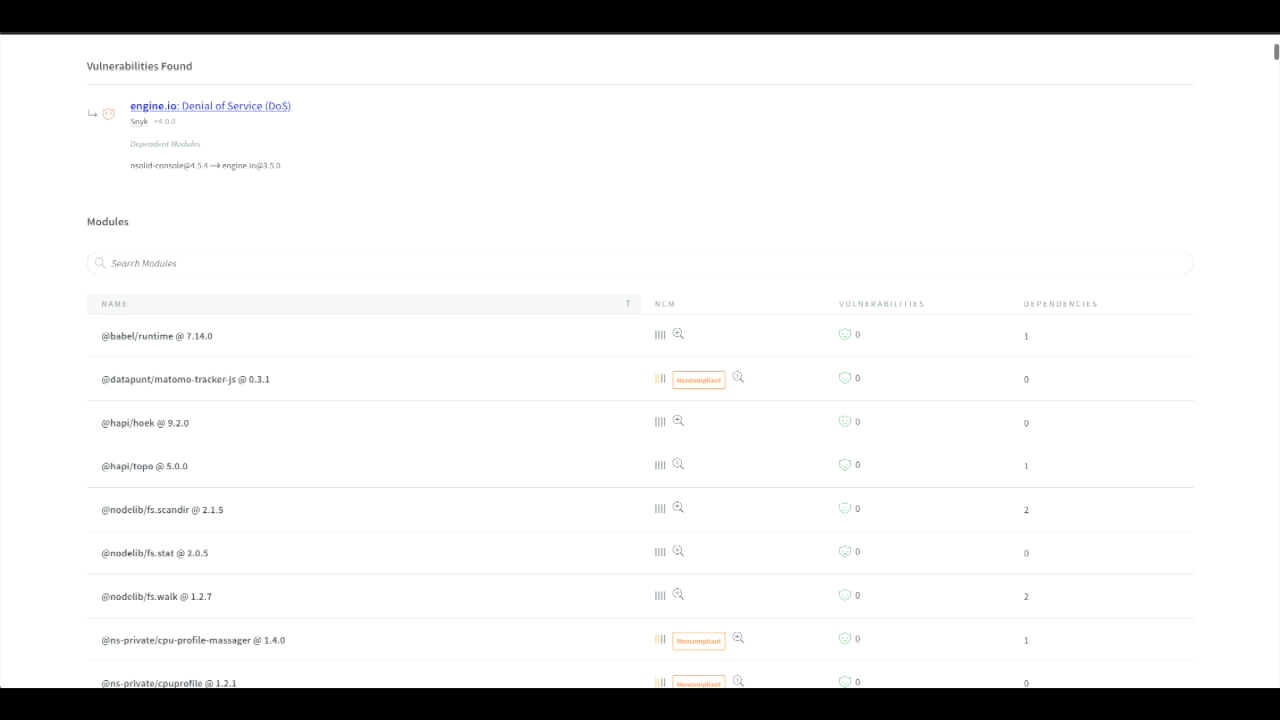 Vulnerabilities Found
engine.io: Denial of Service (DoS)
Snyk <4.0.0
Dependent Modules
nsolid-console@4.5.4 → engine.io@3.5.0
Modules
Search Modules
NAME ↑ NCM VULNERABILITIES DEPENDENCIES
@babel/runtime @ 7.14.0 0 1
@datapunt/matomo-tracker-js @ 0.3.1 Noncompliant 0 0
@hapi/hoek @ 9.2.0 0 0
@hapi/topo @ 5.0.0 0 1
@nodelib/fs.scandir @ 2.1.5 0 2
@nodelib/fs.stat @ 2.0.5 0 0
@nodelib/fs.walk @ 1.2.7 0 2
@ns-private/cpu-profile-massager @ 1.4.0 Noncompliant 0 1
@ns-private/cpuprofile @ 1.2.1 Noncompliant 0 0